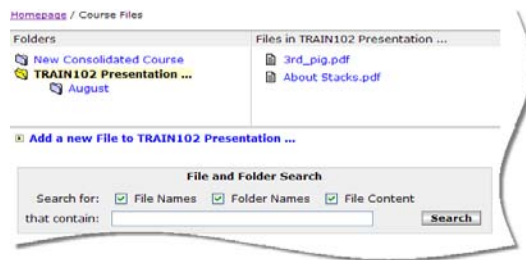 Homepage / Course Files
Folders
Files in TRAIN102 Presentation ...
New Consolidated Course
TRAIN102 Presentation ...
August
3rd_pig.pdf
About Stacks.pdf
Add a new File to TRAIN102 Presentation ...
File and Folder Search
Search for: File Names Folder Names File Content
that contain: Search